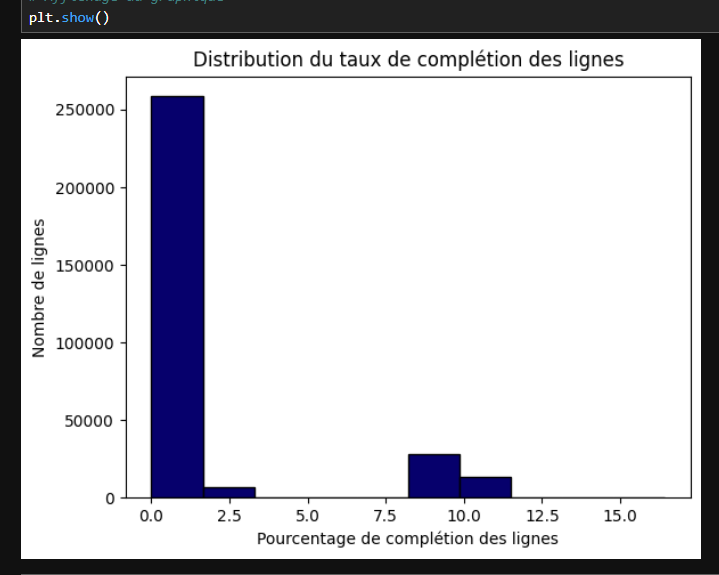 plt.show()
Distribution du taux de complétion des lignes
Nombre de lignes
250000
200000
150000
100000
50000
0
0.0 2.5 5.0 7.5 10.0 12.5 15.0
Pourcentage de complétion des lignes